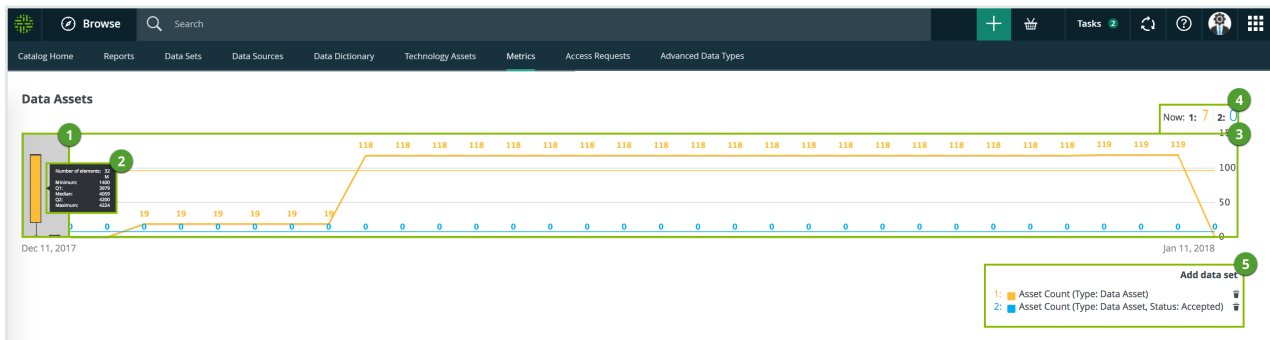 Browse Search Tasks 2
Catalog Home Reports Data Sets Data Sources Data Dictionary Technology Assets Metrics Access Requests Advanced Data Types
Data Assets
4
Now: 1: 7 2: 0
1 3
118 118 118 118 118 118 118 118 118 118 118 118 118 118 118 118 118 118 118 118 119 119 119
2
100
Number of elements: 32
M
Minimum: 1400
Q1: 3979
Median: 4059
Q2: 4200
Maximum: 4224
50
19 19 19 19 19 19
0 0 0 0 0 0 0 0 0 0 0 0 0 0 0 0 0 0 0 0 0 0 0 0 0 0 0 0 0 0 0 0
0
Dec 11, 2017 Jan 11, 2018
5
Add data set
1: Asset Count (Type: Data Asset)
2: Asset Count (Type: Data Asset, Status: Accepted)